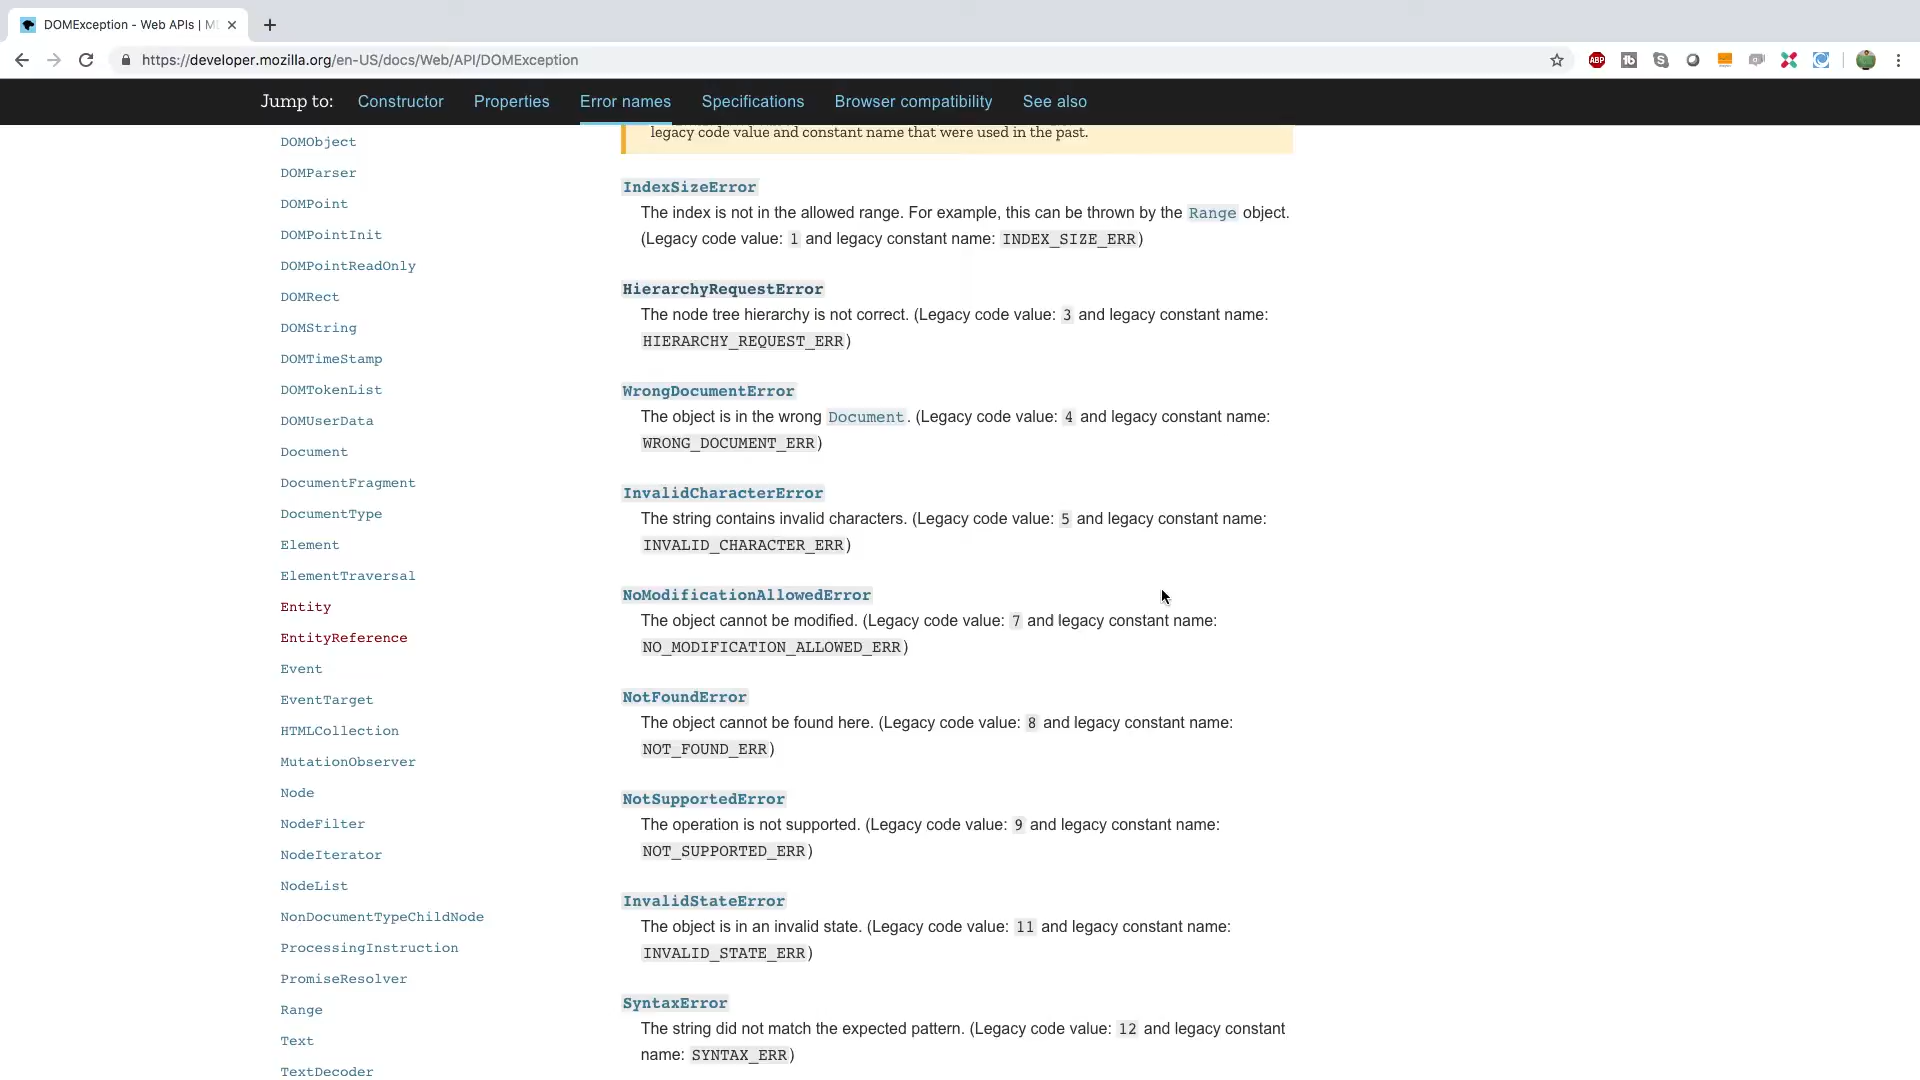 DOMException - Web APIs | M
https://developer.mozilla.org/en-US/docs/Web/API/DOMException
ABP
Jump to: Constructor Properties Error names Specifications Browser compatibility See also
DOMObject
DOMParser
DOMPoint
DOMPointInit
DOMPointReadOnly
DOMRect
DOMString
DOMTimeStamp
DOMTokenList
DOMUserData
Document
DocumentFragment
DocumentType
Element
ElementTraversal
Entity
EntityReference
Event
EventTarget
HTMLCollection
MutationObserver
Node
NodeFilter
NodeIterator
NodeList
NonDocumentTypeChildNode
ProcessingInstruction
PromiseResolver
Range
Text
TextDecoder
legacy code value and constant name that were used in the past.
IndexSizeError
The index is not in the allowed range. For example, this can be thrown by the Range object.
(Legacy code value: 1 and legacy constant name: INDEX_SIZE_ERR)
HierarchyRequestError
The node tree hierarchy is not correct. (Legacy code value: 3 and legacy constant name:
HIERARCHY_REQUEST_ERR)
WrongDocumentError
The object is in the wrong Document. (Legacy code value: 4 and legacy constant name:
WRONG_DOCUMENT_ERR)
InvalidCharacterError
The string contains invalid characters. (Legacy code value: 5 and legacy constant name:
INVALID_CHARACTER_ERR)
NoModificationAllowedError
The object cannot be modified. (Legacy code value: 7 and legacy constant name:
NO_MODIFICATION_ALLOWED_ERR)
NotFoundError
The object cannot be found here. (Legacy code value: 8 and legacy constant name:
NOT_FOUND_ERR)
NotSupportedError
The operation is not supported. (Legacy code value: 9 and legacy constant name:
NOT_SUPPORTED_ERR)
InvalidStateError
The object is in an invalid state. (Legacy code value: 11 and legacy constant name:
INVALID_STATE_ERR)
SyntaxError
The string did not match the expected pattern. (Legacy code value: 12 and legacy constant
name: SYNTAX_ERR)